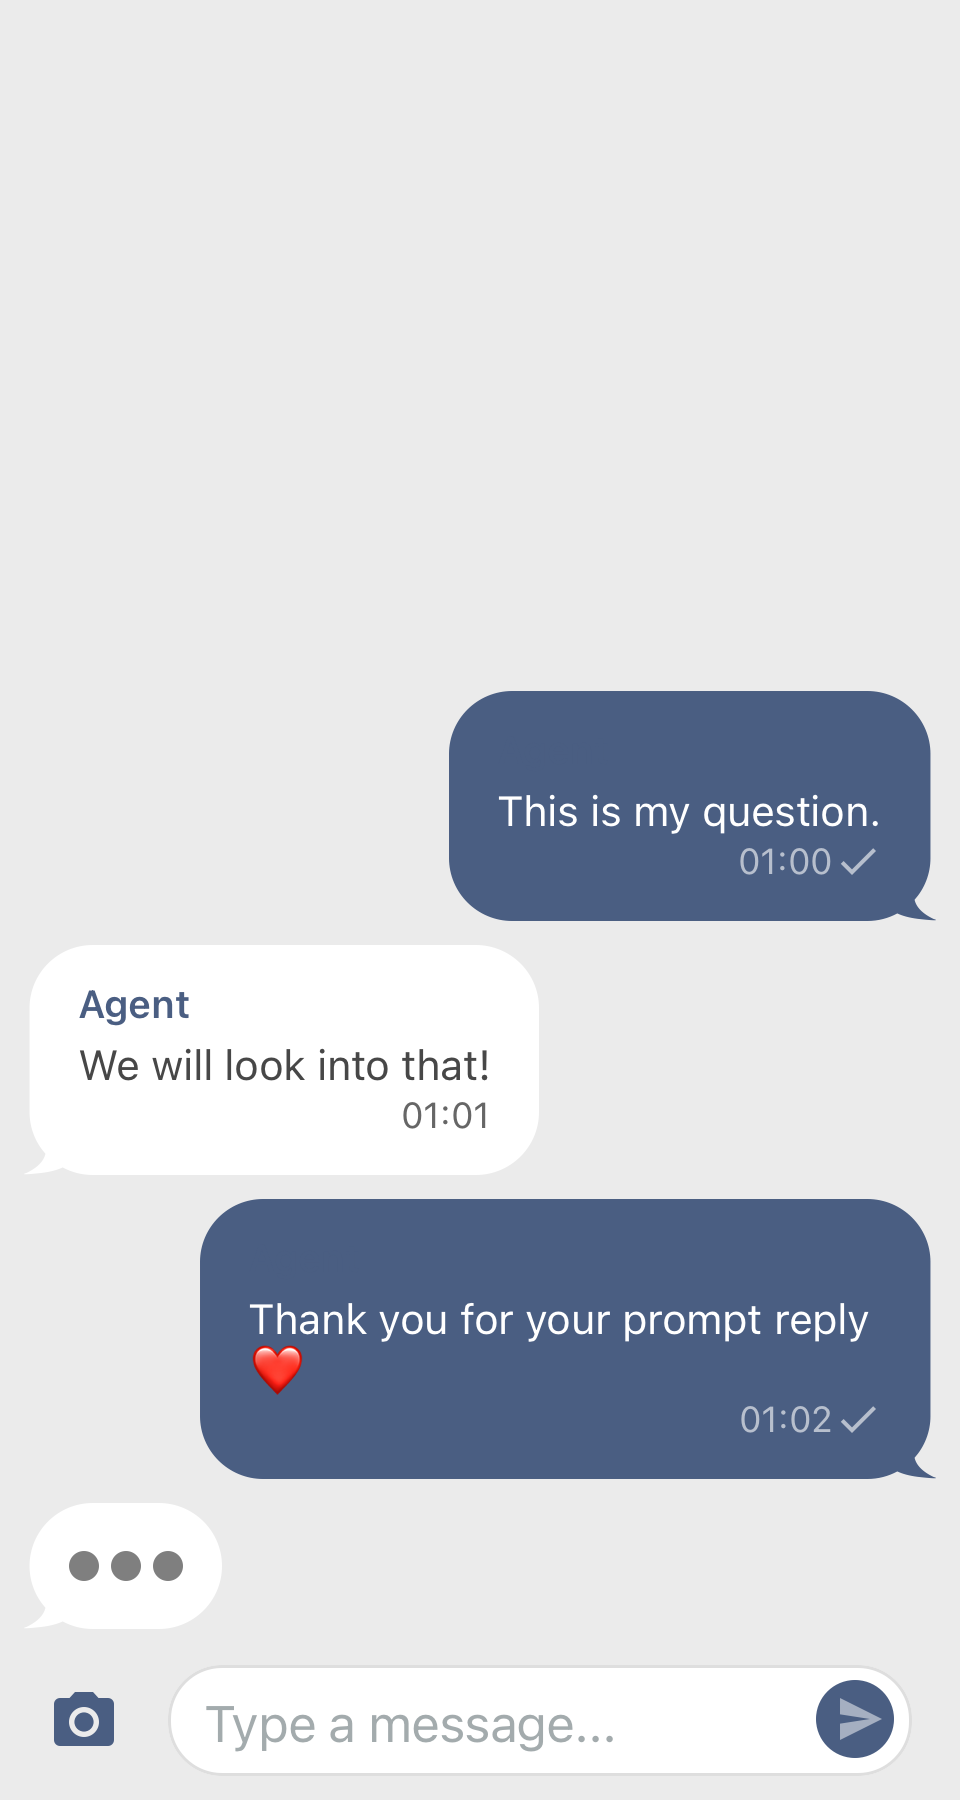 This is my question.
01:00
Agent
We will look into that!
01:01
Thank you for your prompt reply
❤️
01:02
Type a message...